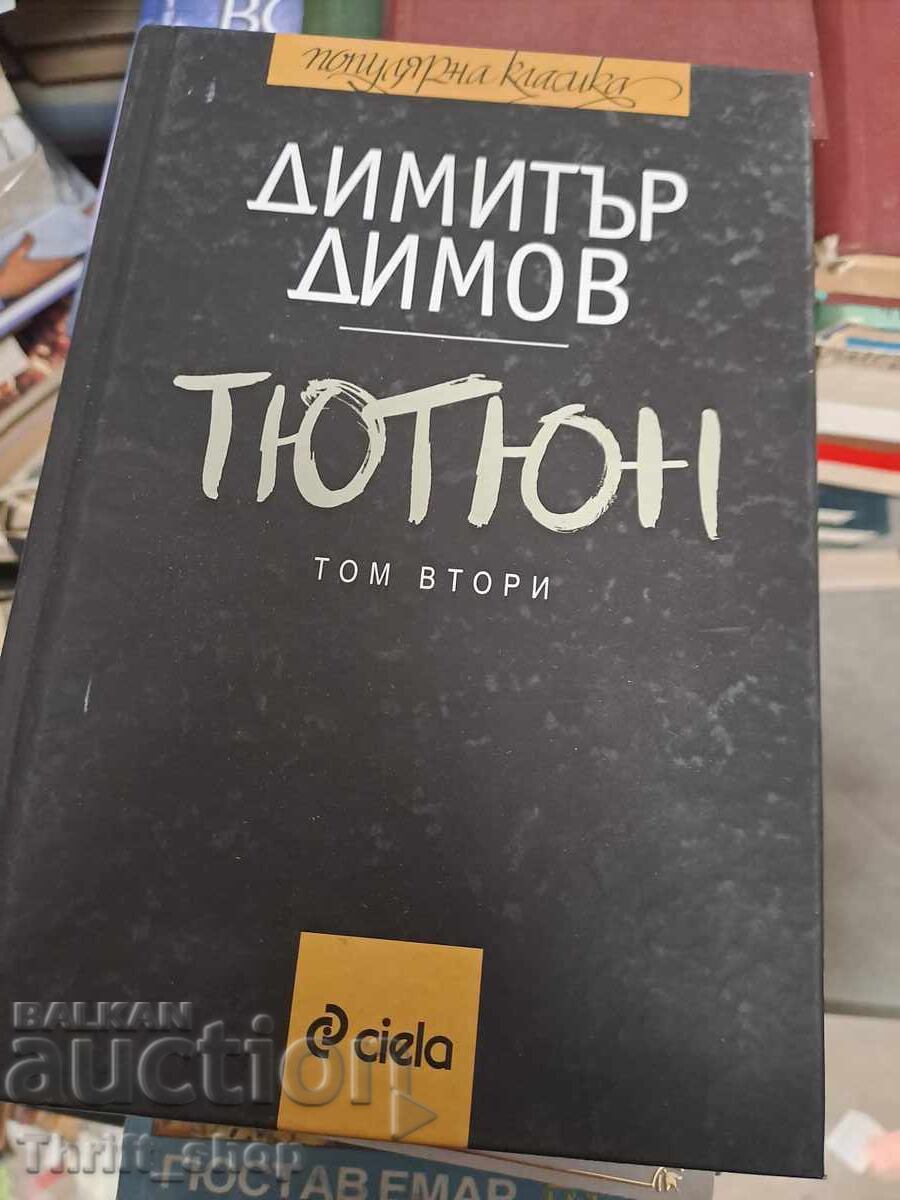 популярна класика
ДИМИТЪР
ДИМОВ
ТЮТЮН
ТОМ ВТОРИ
ciela
BALKAN
auction
Thrift-shop
ГЮСТАВ ЕМАР